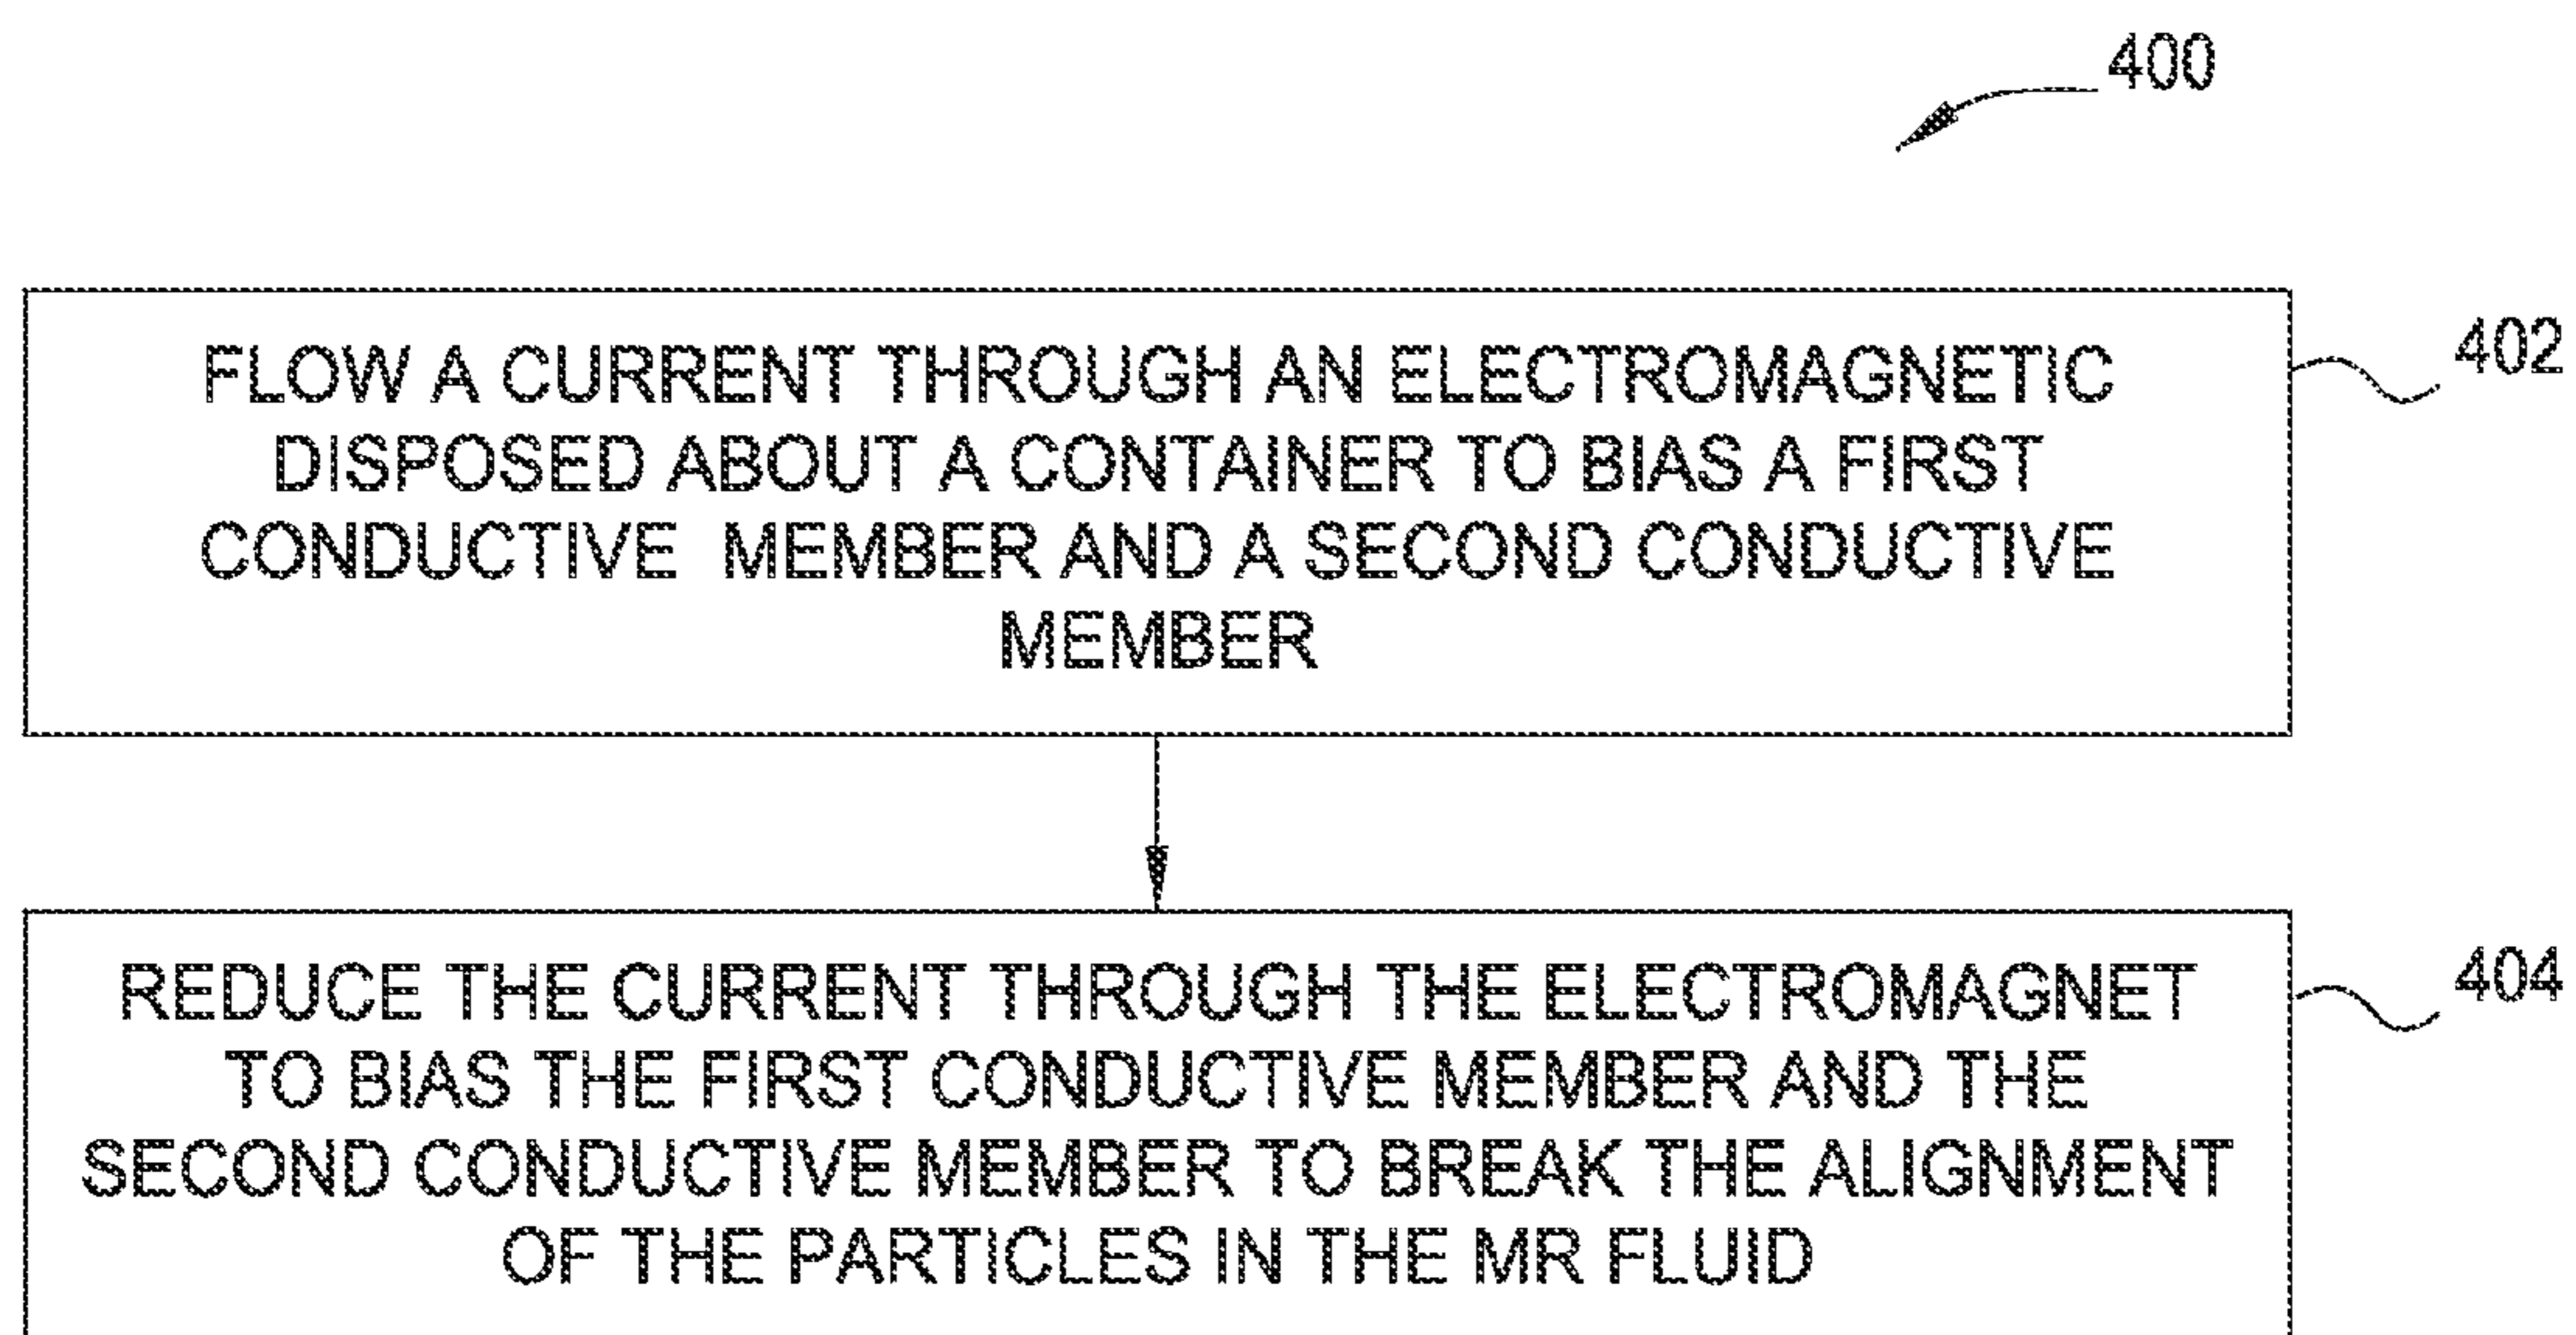 400
FLOW A CURRENT THROUGH AN ELECTROMAGNETIC
DISPOSED ABOUT A CONTAINER TO BIAS A FIRST
CONDUCTIVE MEMBER AND A SECOND CONDUCTIVE
MEMBER
402
REDUCE THE CURRENT THROUGH THE ELECTROMAGNET
TO BIAS THE FIRST CONDUCTIVE MEMBER AND THE
SECOND CONDUCTIVE MEMBER TO BREAK THE ALIGNMENT
OF THE PARTICLES IN THE MR FLUID
404